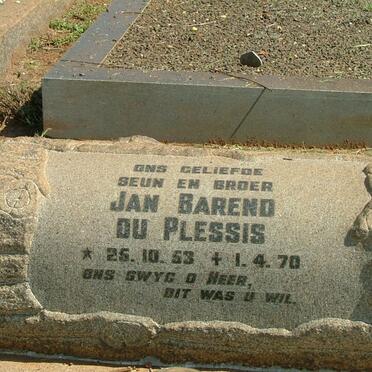 ONS GELIEFDE
SEUN EN BROER
JAN BAREND
DU PLESSIS
* 25.10.53 + 1.4.70
ONS SWYG O HEER,
DIT WAS U WIL.